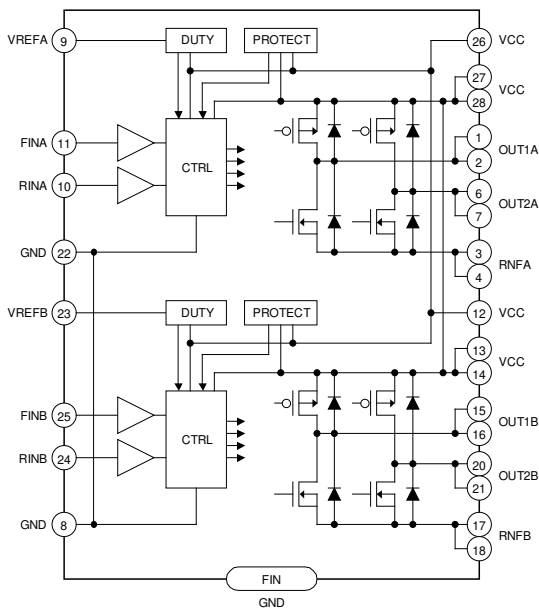 VREFA 9 DUTY PROTECT 26 VCC
27 VCC
28
FINA 11 CTRL 1 OUT1A
2
RINA 10 6 OUT2A
7
GND 22 3 RNFA
4
VREFB 23 DUTY PROTECT 12 VCC
13 VCC
14
FINB 25 CTRL 15 OUT1B
16
RINB 24 20 OUT2B
21
GND 8 17 RNFB
18
FIN
GND